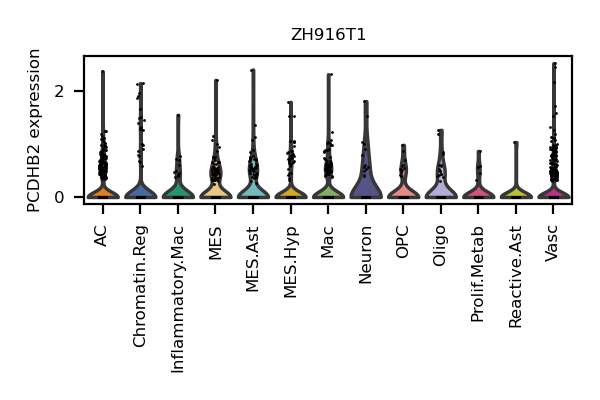 ZH916T1
PCDHB2 expression
2
0
AC
Chromatin.Reg
Inflammatory.Mac
MES
MES.Ast
MES.Hyp
Mac
Neuron
OPC
Oligo
Prolif.Metab
Reactive.Ast
Vasc